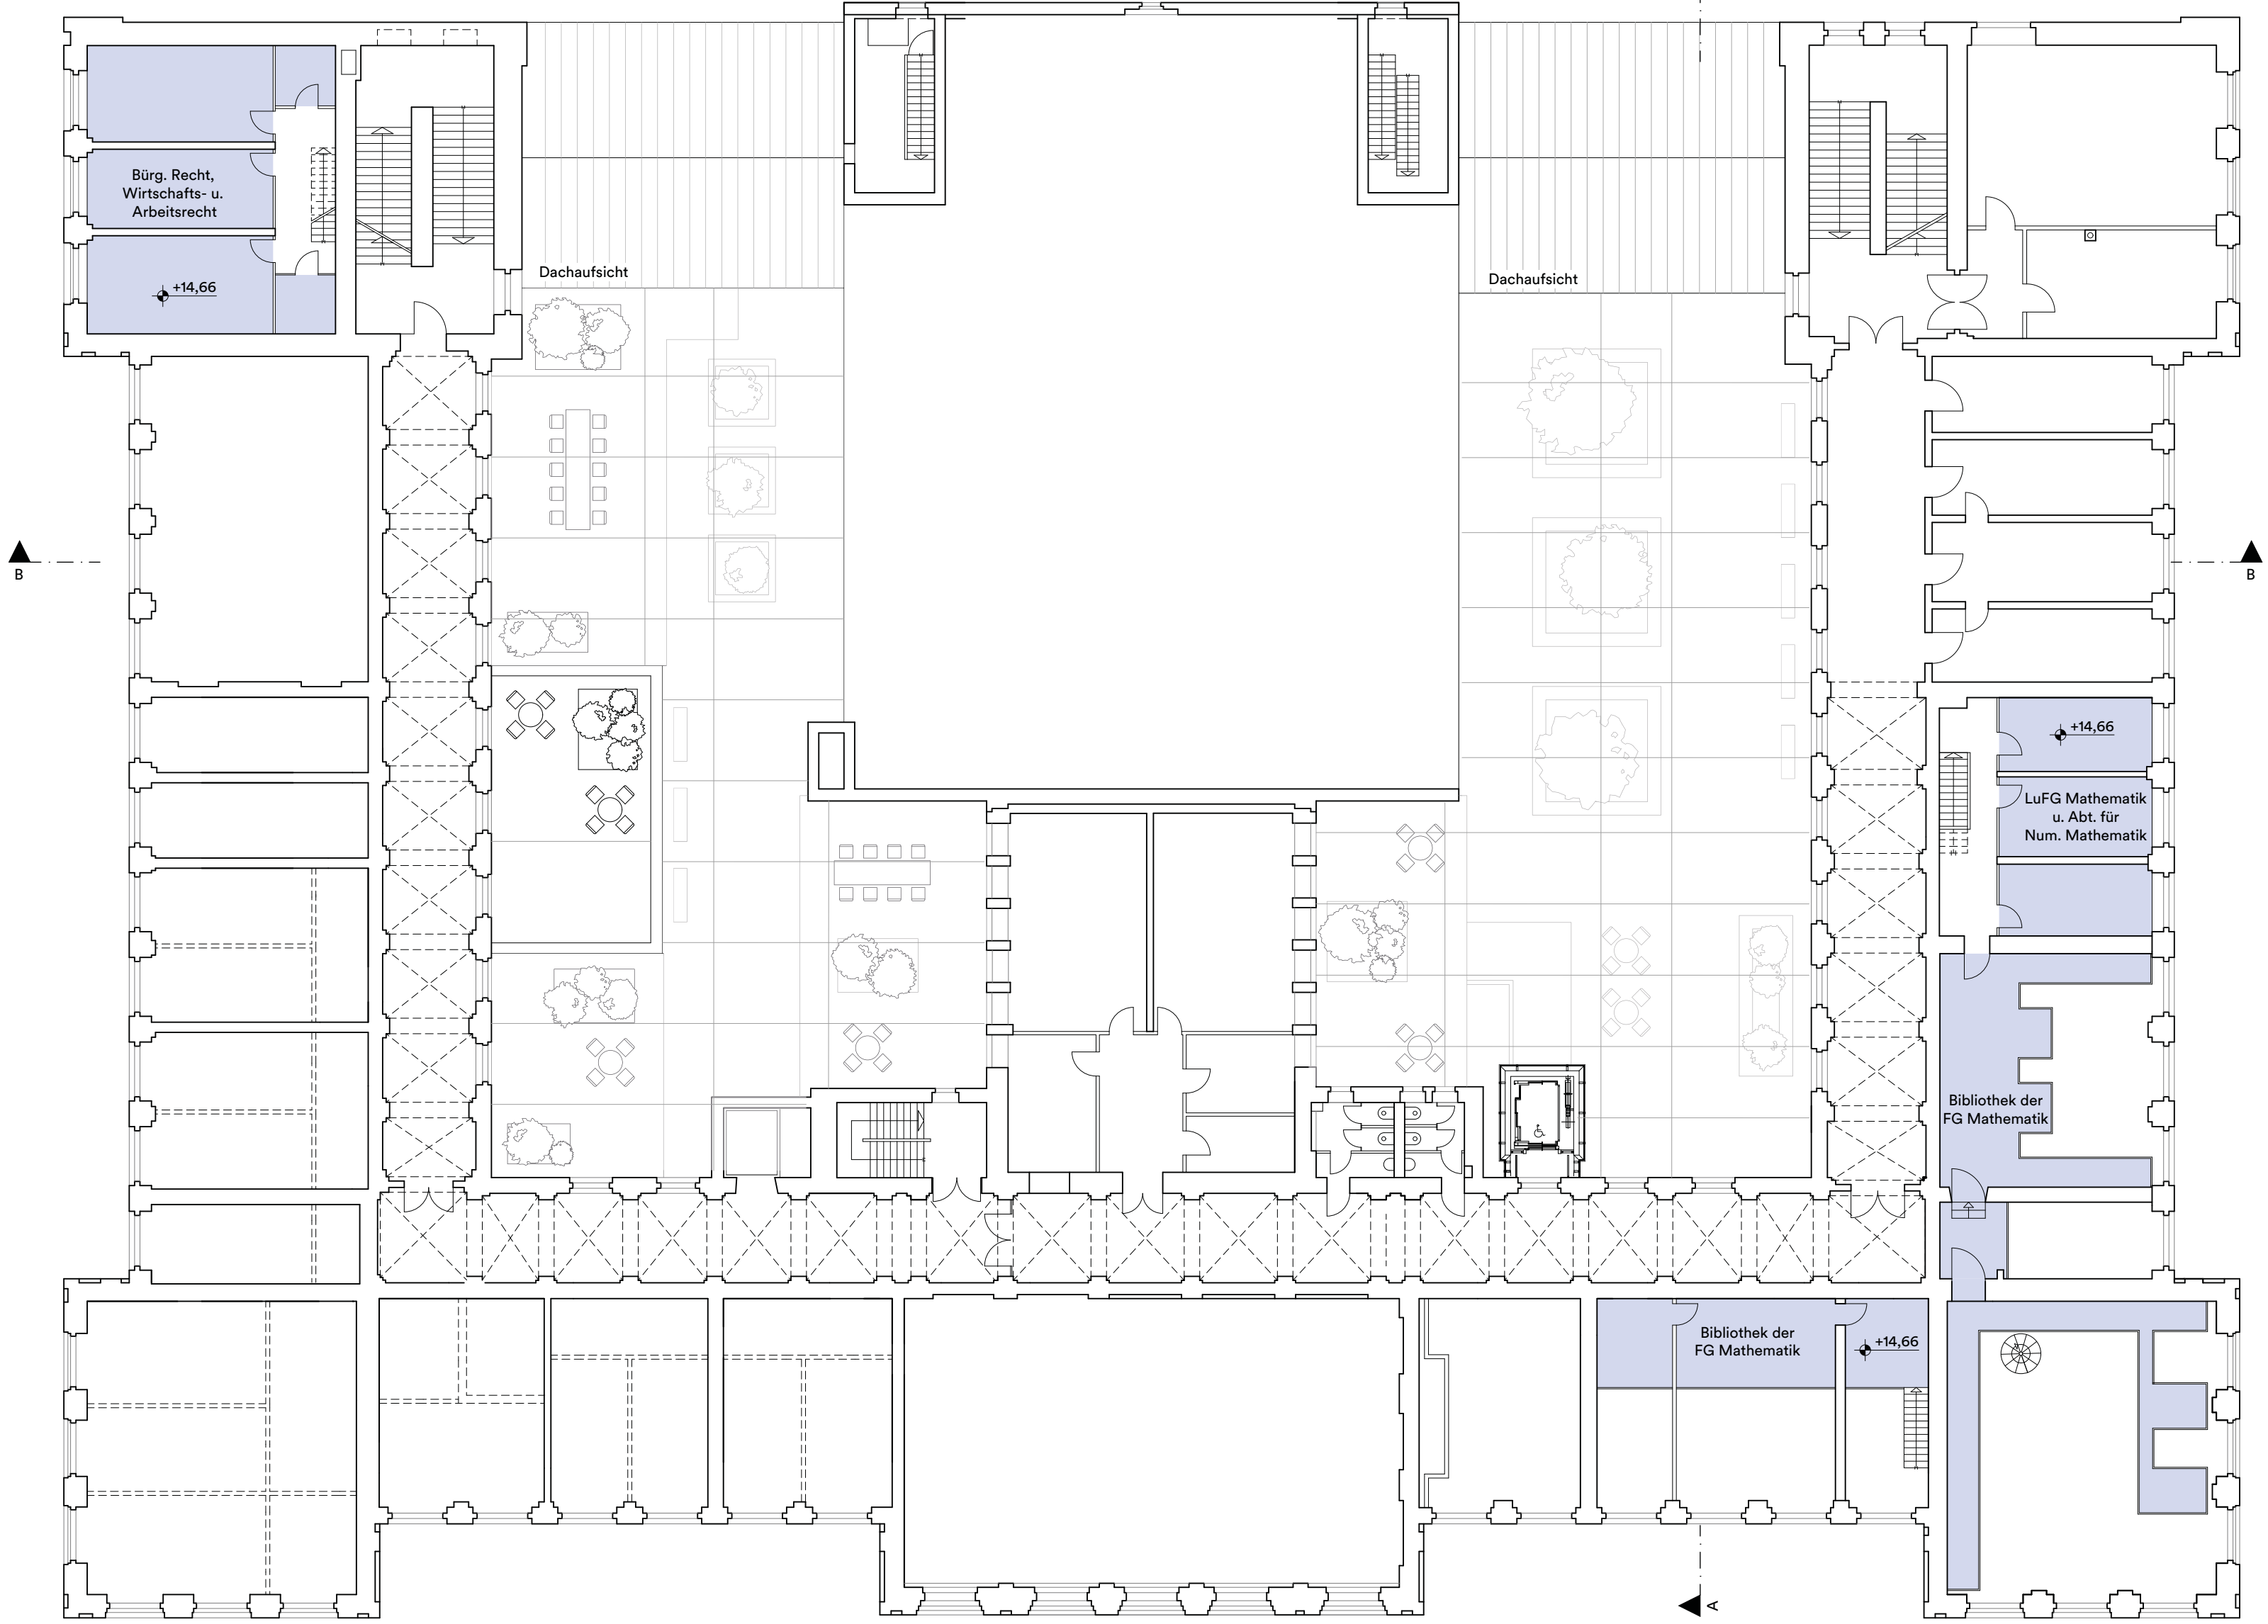 Bürg. Recht,
Wirtschafts- u.
Arbeitsrecht
+14,66
Dachaufsicht
Dachaufsicht
B
B
+14,66
LuFG Mathematik
u. Abt. für
Num. Mathematik
Bibliothek der
FG Mathematik
Bibliothek der
FG Mathematik
+14,66
A